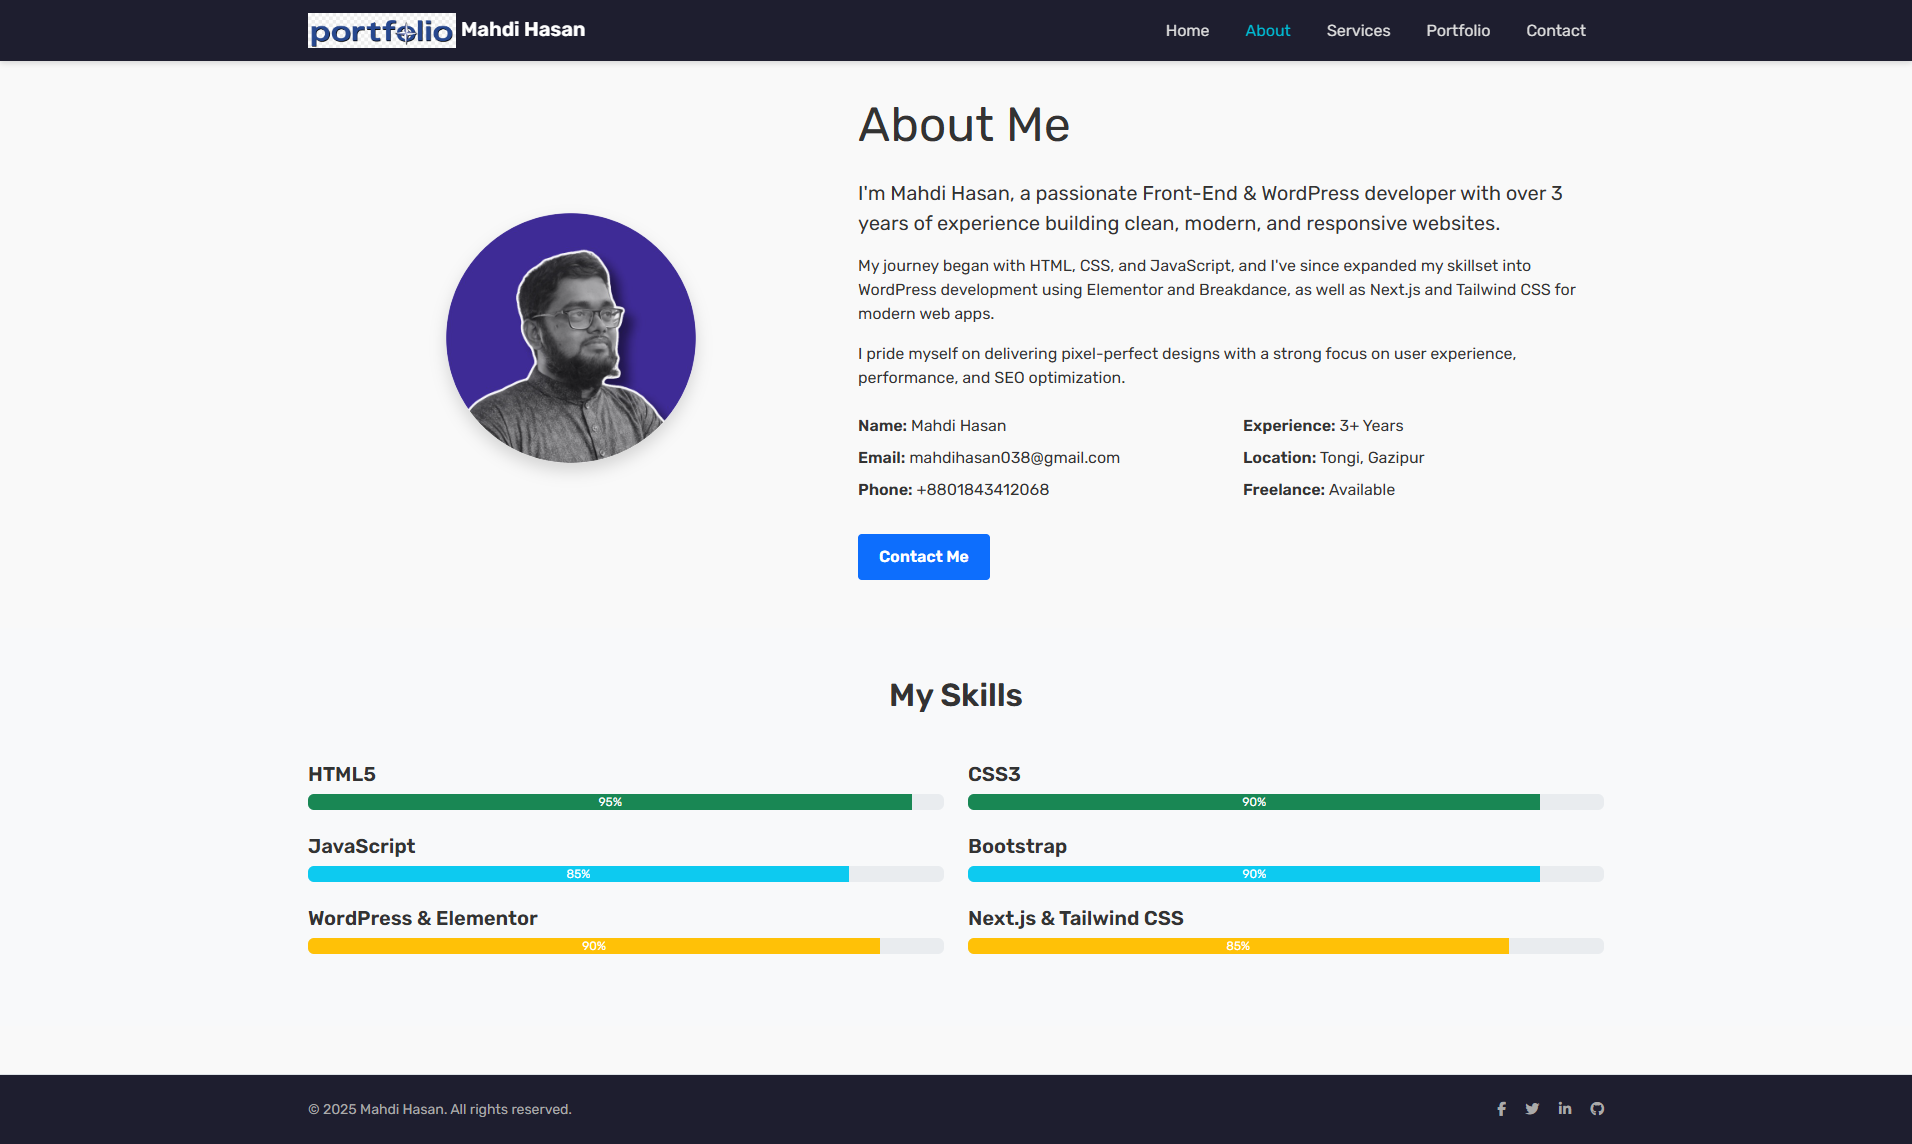 portfolio Mahdi Hasan
Home About Services Portfolio Contact
About Me
I'm Mahdi Hasan, a passionate Front-End & WordPress developer with over 3
years of experience building clean, modern, and responsive websites.
My journey began with HTML, CSS, and JavaScript, and I've since expanded my skillset into
WordPress development using Elementor and Breakdance, as well as Next.js and Tailwind CSS for
modern web apps.
I pride myself on delivering pixel-perfect designs with a strong focus on user experience,
performance, and SEO optimization.
Name: Mahdi Hasan
Email: mahdihasan038@gmail.com
Phone: +8801843412068
Experience: 3+ Years
Location: Tongi, Gazipur
Freelance: Available
Contact Me
My Skills
HTML5
95%
CSS3
90%
JavaScript
85%
Bootstrap
90%
WordPress & Elementor
90%
Next.js & Tailwind CSS
85%
© 2025 Mahdi Hasan. All rights reserved.